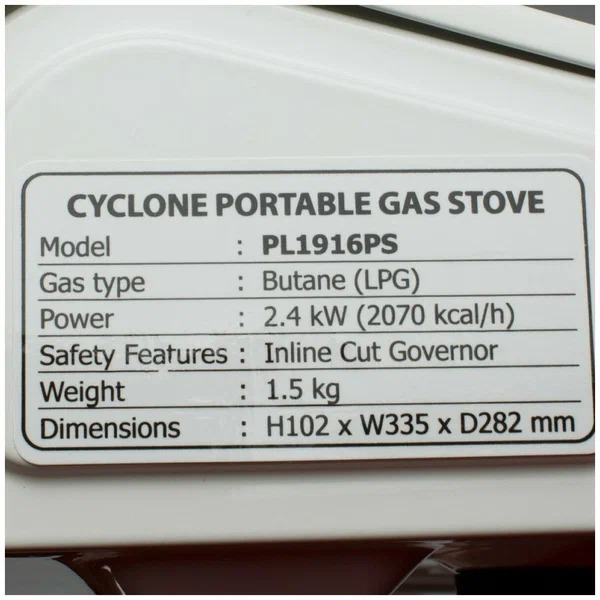 CYCLONE PORTABLE GAS STOVE
Model : PL1916PS
Gas type : Butane (LPG)
Power : 2.4 kW (2070 kcal/h)
Safety Features : Inline Cut Governor
Weight : 1.5 kg
Dimensions : H102 x W335 x D282 mm